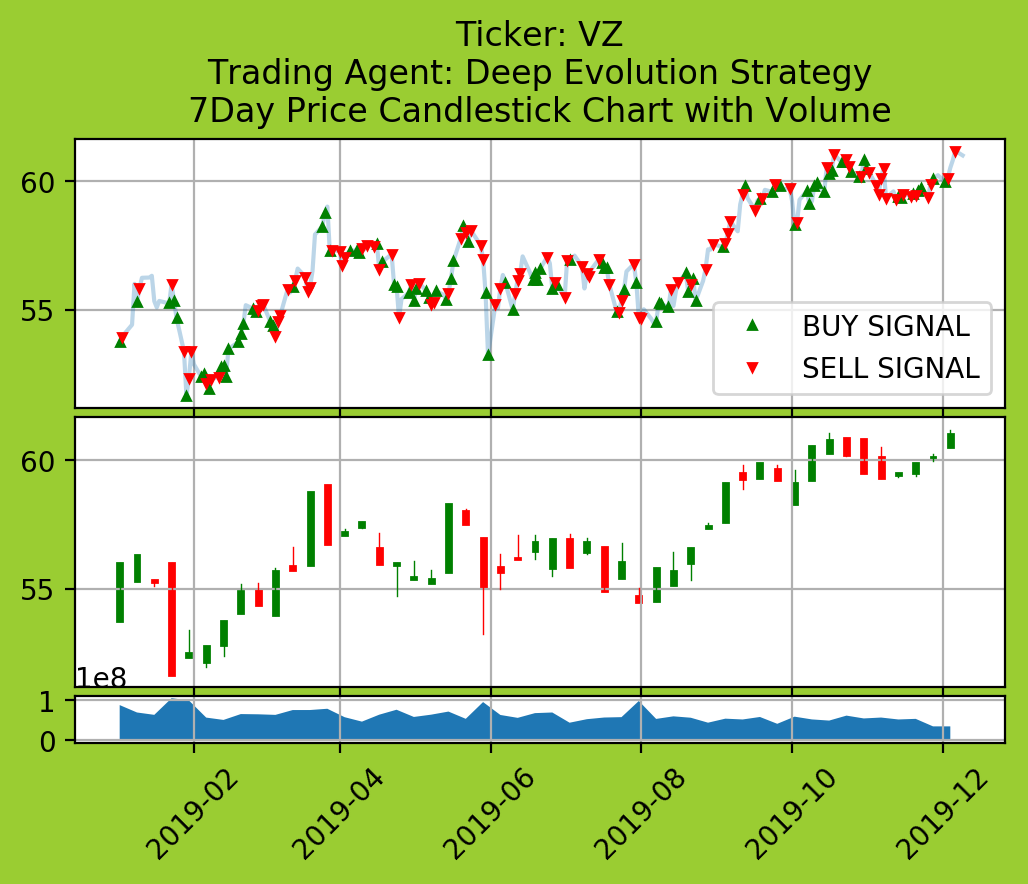 Ticker: VZ
Trading Agent: Deep Evolution Strategy
7Day Price Candlestick Chart with Volume
60
55
BUY SIGNAL
SELL SIGNAL
60
55
1e8
1
0
2019-02
2019-04
2019-06
2019-08
2019-10
2019-12